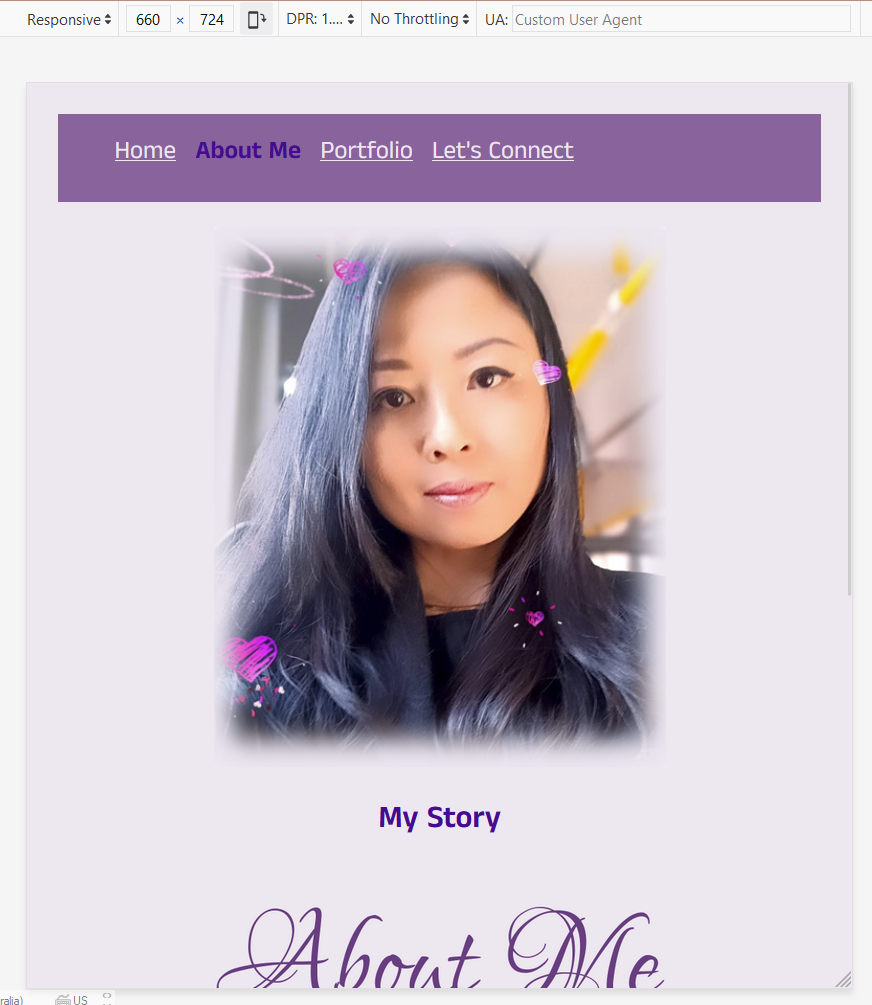 Responsive 660 × 724 DPR: 1.... No Throttling UA: Custom User Agent
Home About Me Portfolio Let's Connect
My Story
About Me
ralia) US